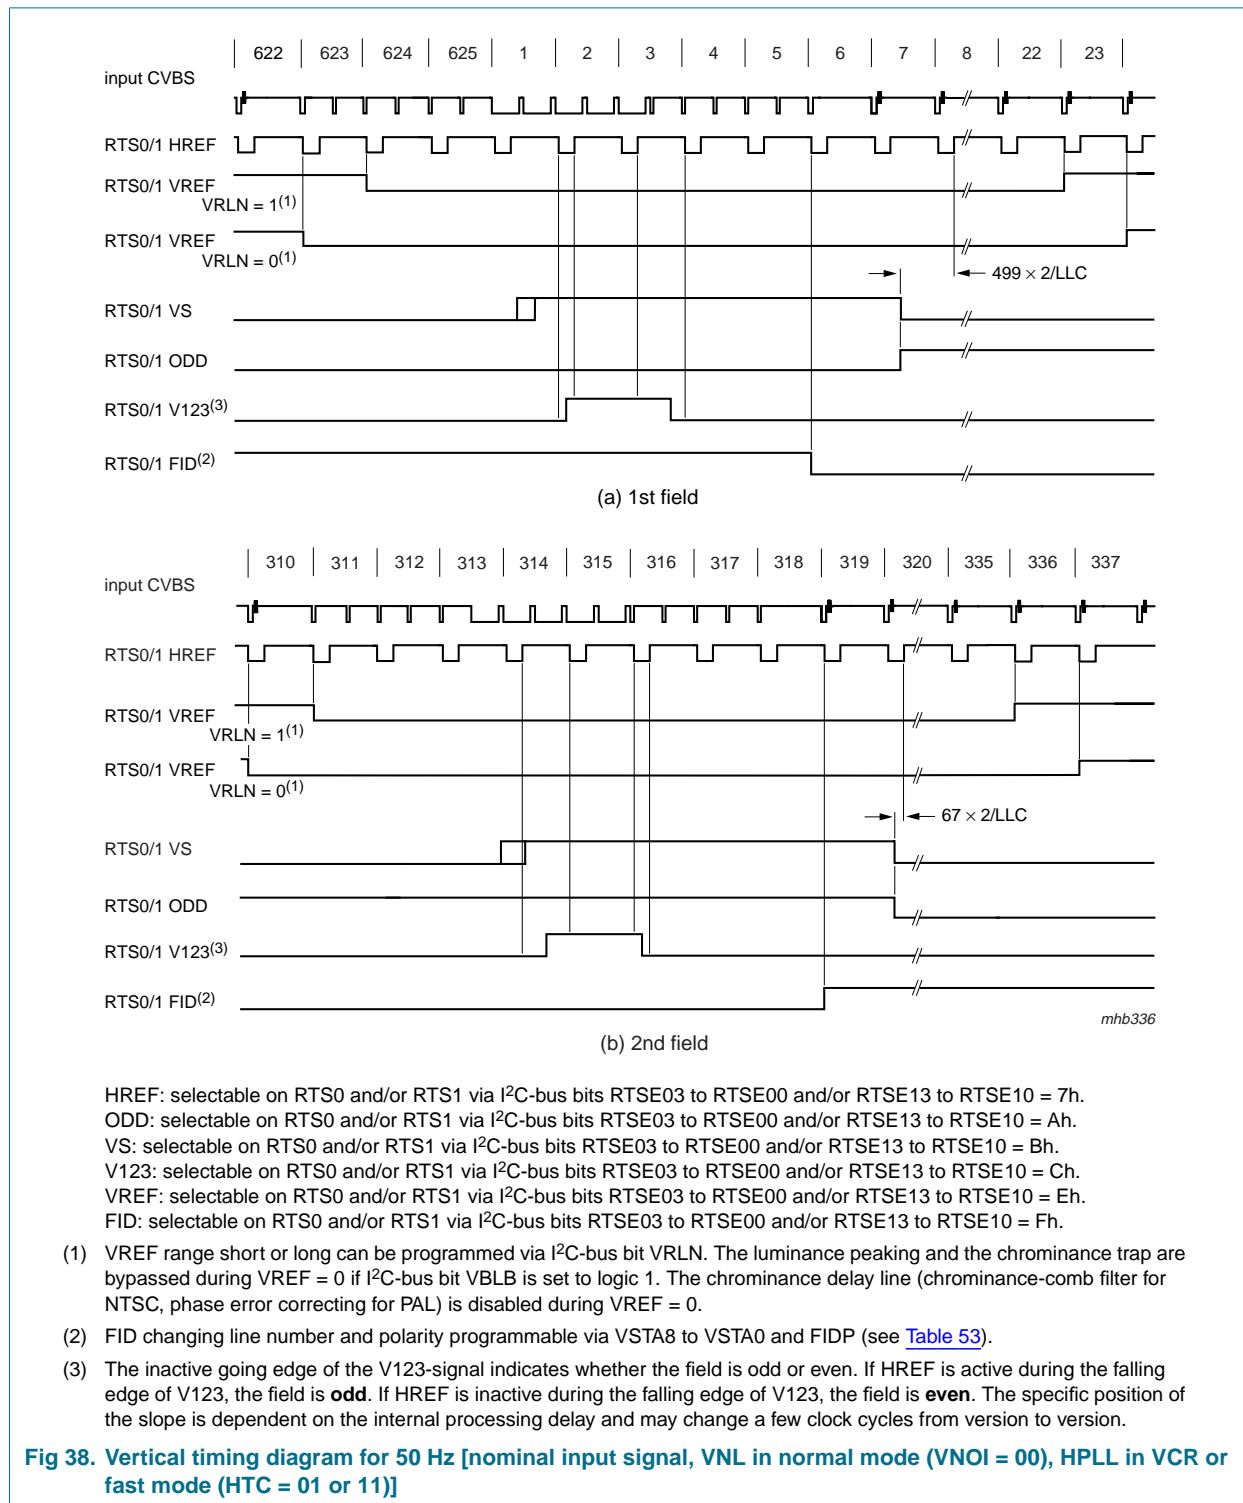 622 623 624 625 1 2 3 4 5 6 7 8 22 23
input CVBS
RTS0/1 HREF
RTS0/1 VREF
VRLN = 1(1)
RTS0/1 VREF
VRLN = 0(1)
499 × 2/LLC
RTS0/1 VS
RTS0/1 ODD
RTS0/1 V123(3)
RTS0/1 FID(2)
(a) 1st field
310 311 312 313 314 315 316 317 318 319 320 335 336 337
input CVBS
RTS0/1 HREF
RTS0/1 VREF
VRLN = 1(1)
RTS0/1 VREF
VRLN = 0(1)
67 × 2/LLC
RTS0/1 VS
RTS0/1 ODD
RTS0/1 V123(3)
RTS0/1 FID(2)
mhb336
(b) 2nd field
HREF: selectable on RTS0 and/or RTS1 via I2C-bus bits RTSE03 to RTSE00 and/or RTSE13 to RTSE10 = 7h.
ODD: selectable on RTS0 and/or RTS1 via I2C-bus bits RTSE03 to RTSE00 and/or RTSE13 to RTSE10 = Ah.
VS: selectable on RTS0 and/or RTS1 via I2C-bus bits RTSE03 to RTSE00 and/or RTSE13 to RTSE10 = Bh.
V123: selectable on RTS0 and/or RTS1 via I2C-bus bits RTSE03 to RTSE00 and/or RTSE13 to RTSE10 = Ch.
VREF: selectable on RTS0 and/or RTS1 via I2C-bus bits RTSE03 to RTSE00 and/or RTSE13 to RTSE10 = Eh.
FID: selectable on RTS0 and/or RTS1 via I2C-bus bits RTSE03 to RTSE00 and/or RTSE13 to RTSE10 = Fh.
(1) VREF range short or long can be programmed via I2C-bus bit VRLN. The luminance peaking and the chrominance trap are
bypassed during VREF = 0 if I2C-bus bit VBLB is set to logic 1. The chrominance delay line (chrominance-comb filter for
NTSC, phase error correcting for PAL) is disabled during VREF = 0.
(2) FID changing line number and polarity programmable via VSTA8 to VSTA0 and FIDP (see Table 53).
(3) The inactive going edge of the V123-signal indicates whether the field is odd or even. If HREF is active during the falling
edge of V123, the field is odd. If HREF is inactive during the falling edge of V123, the field is even. The specific position of
the slope is dependent on the internal processing delay and may change a few clock cycles from version to version.
Fig 38. Vertical timing diagram for 50 Hz [nominal input signal, VNL in normal mode (VNOI = 00), HPLL in VCR or
fast mode (HTC = 01 or 11)]